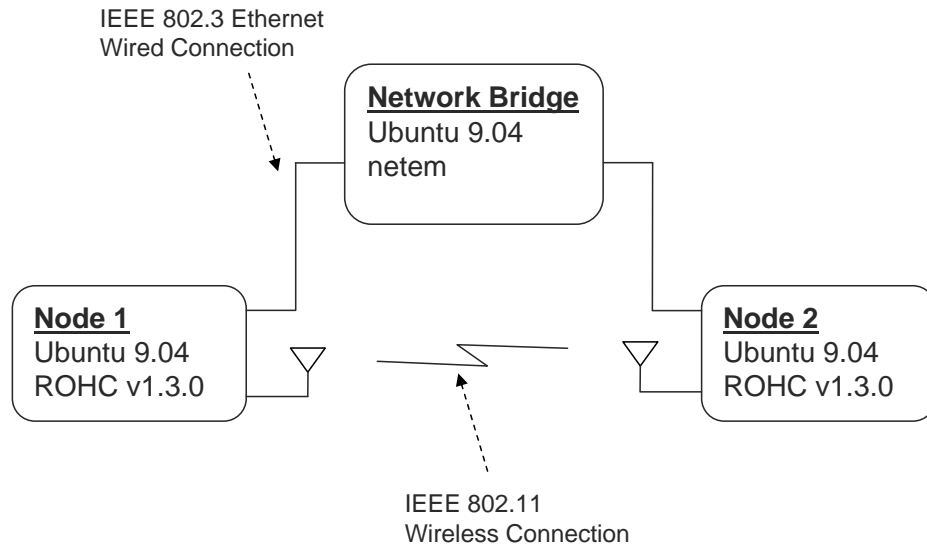 IEEE 802.3 Ethernet
Wired Connection
Network Bridge
Ubuntu 9.04
netem
Node 1
Ubuntu 9.04
ROHC v1.3.0
Node 2
Ubuntu 9.04
ROHC v1.3.0
IEEE 802.11
Wireless Connection